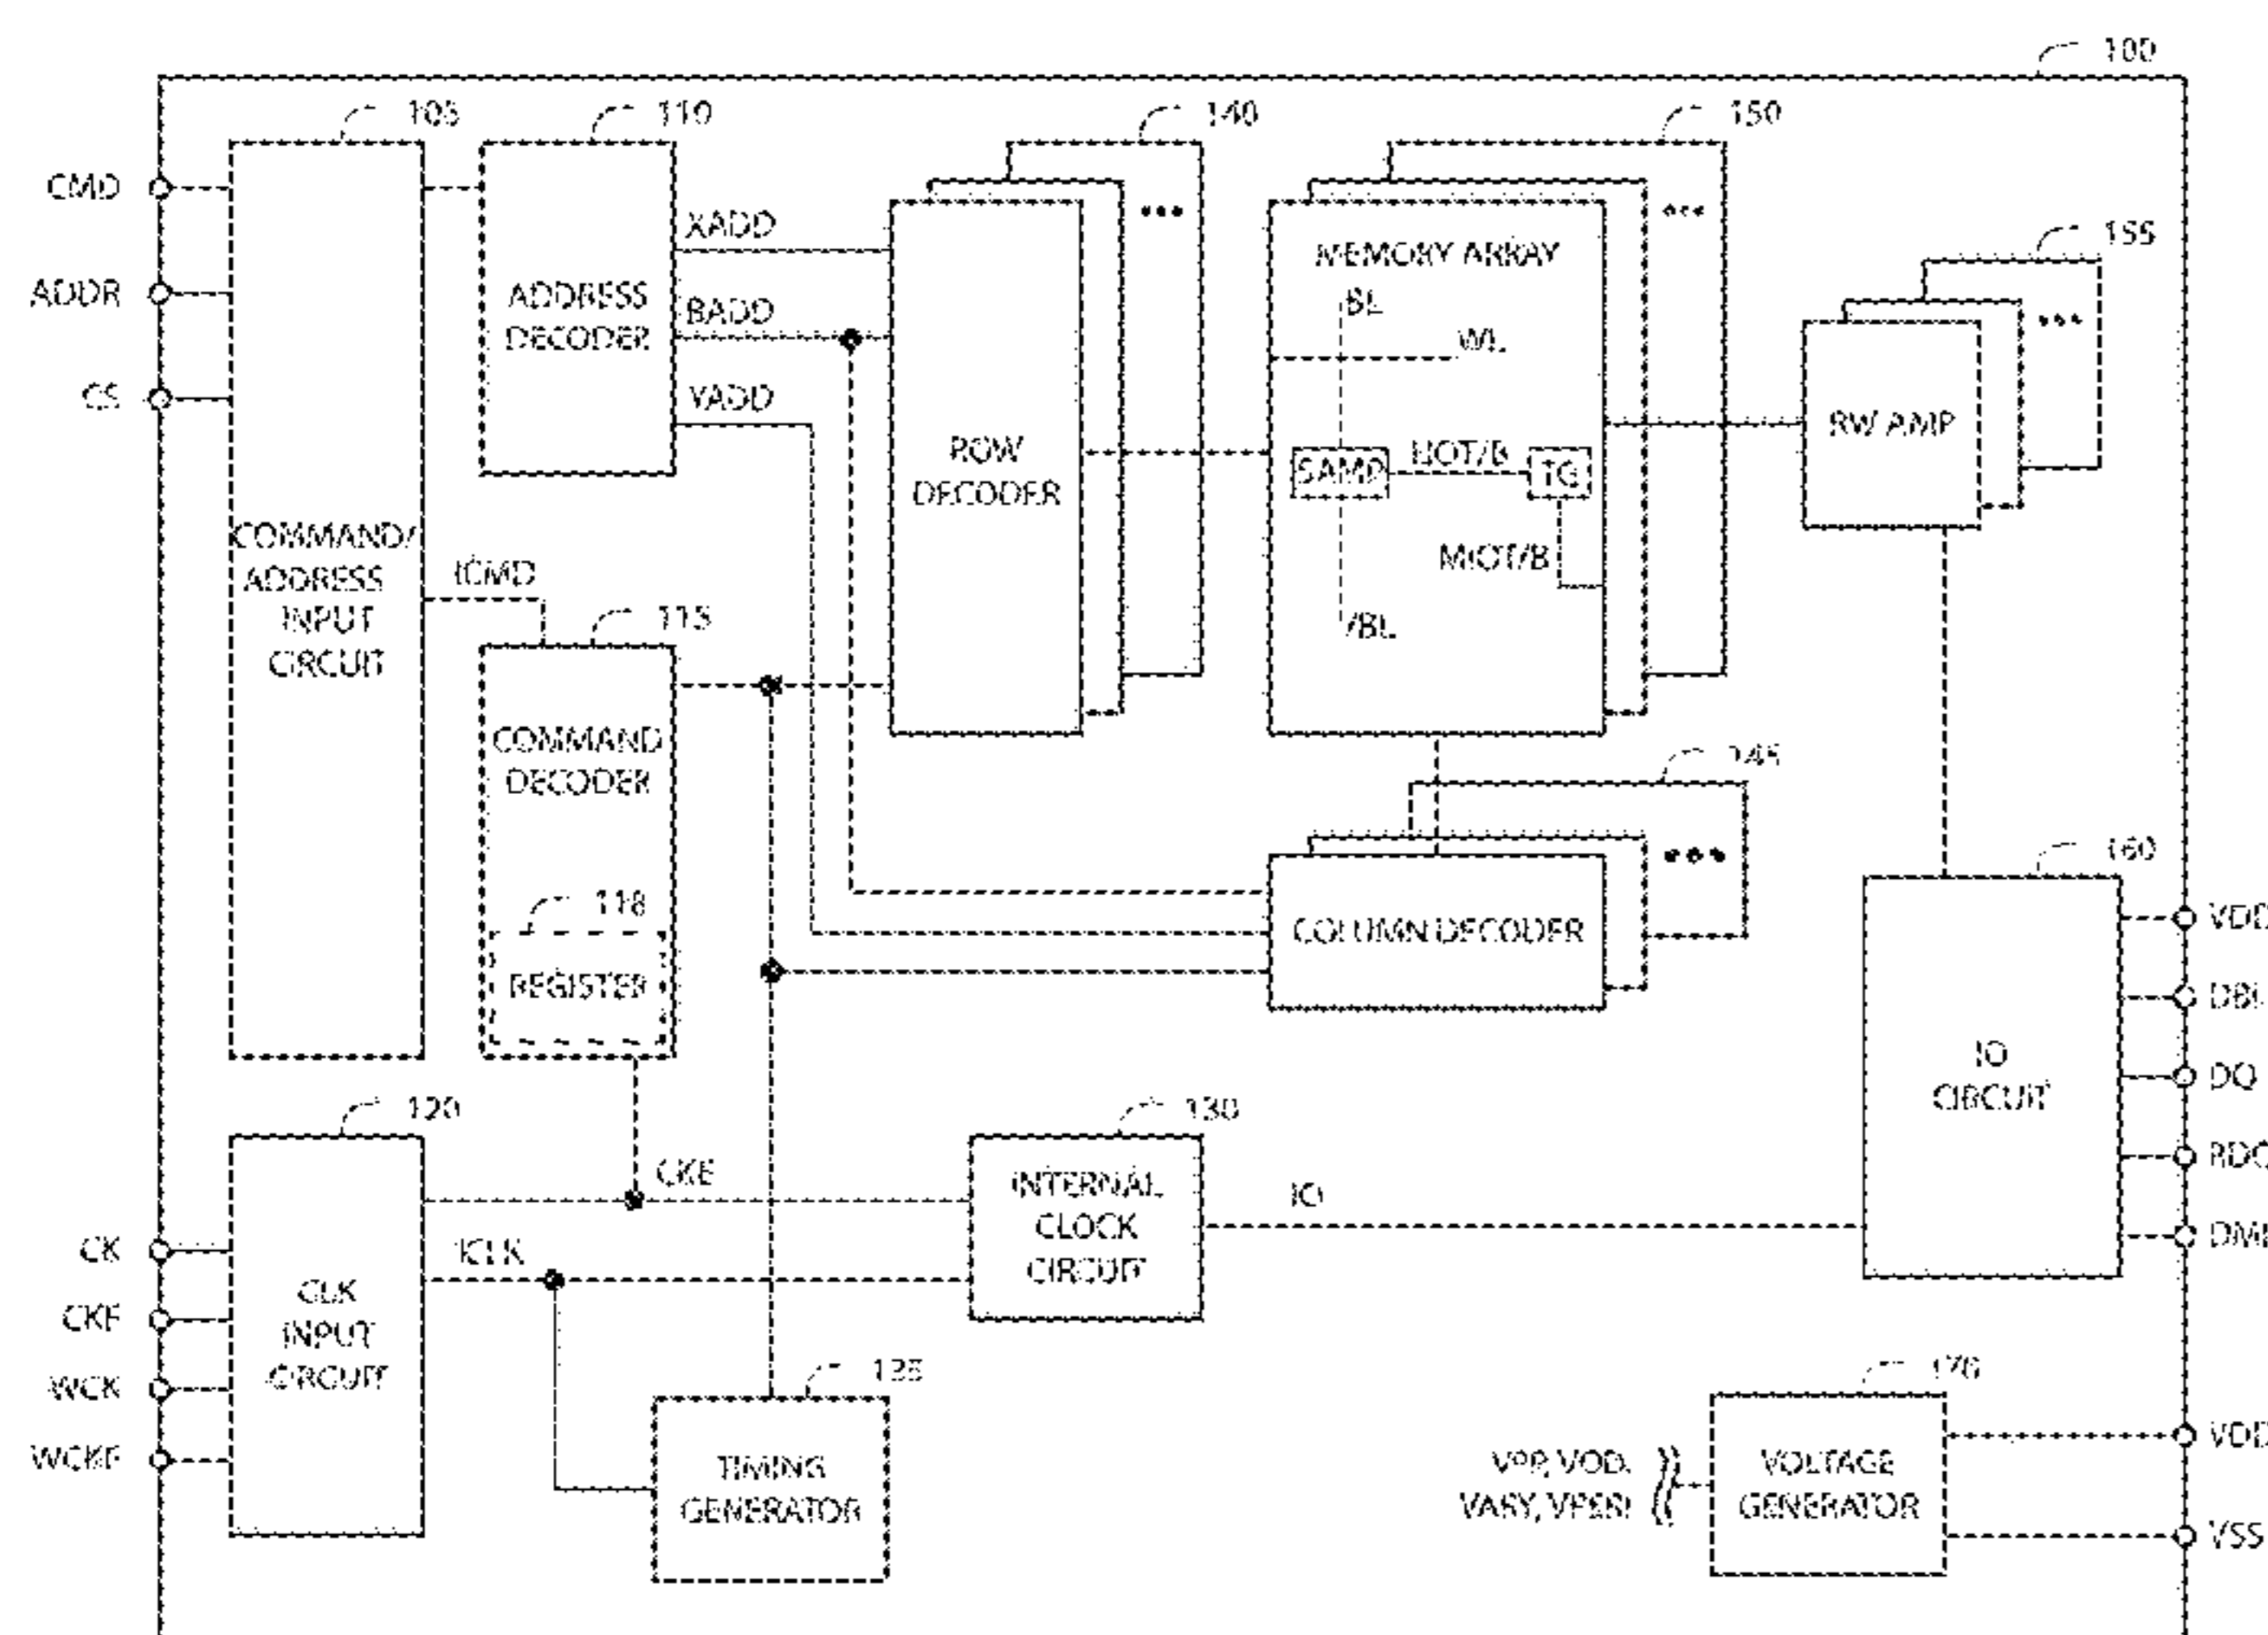 100
105
110
140
150
CMD
ADDR
CS
XADD
BADD
YADD
ADDRESS
DECODER
ROW
DECODER
MEMORY ARRAY
BL
WL
SAMP
TG
MIOT/B
/BL
155
RW AMP
COMMAND/
ADDRESS
INPUT
CIRCUIT
ICMD
115
COMMAND
DECODER
118
REGISTER
145
COLUMN DECODER
160
IO
CIRCUIT
DQ
120
CKE
130
INTERNAL
CLOCK
CIRCUIT
IO
CK
CKF
WCK
WCKF
ICLK
CLK
INPUT
CIRCUIT
135
TIMING
GENERATOR
170
VOLTAGE
GENERATOR
VSS